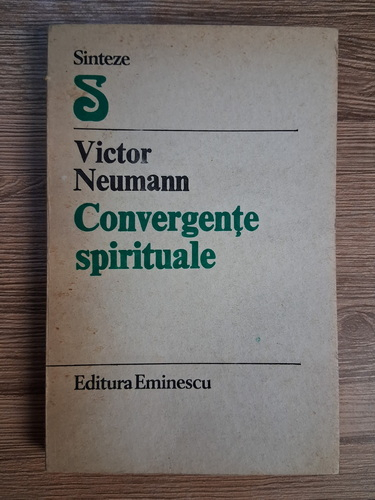 Sinteze
S
Victor
Neumann
Convergențe
spirituale
Editura Eminescu